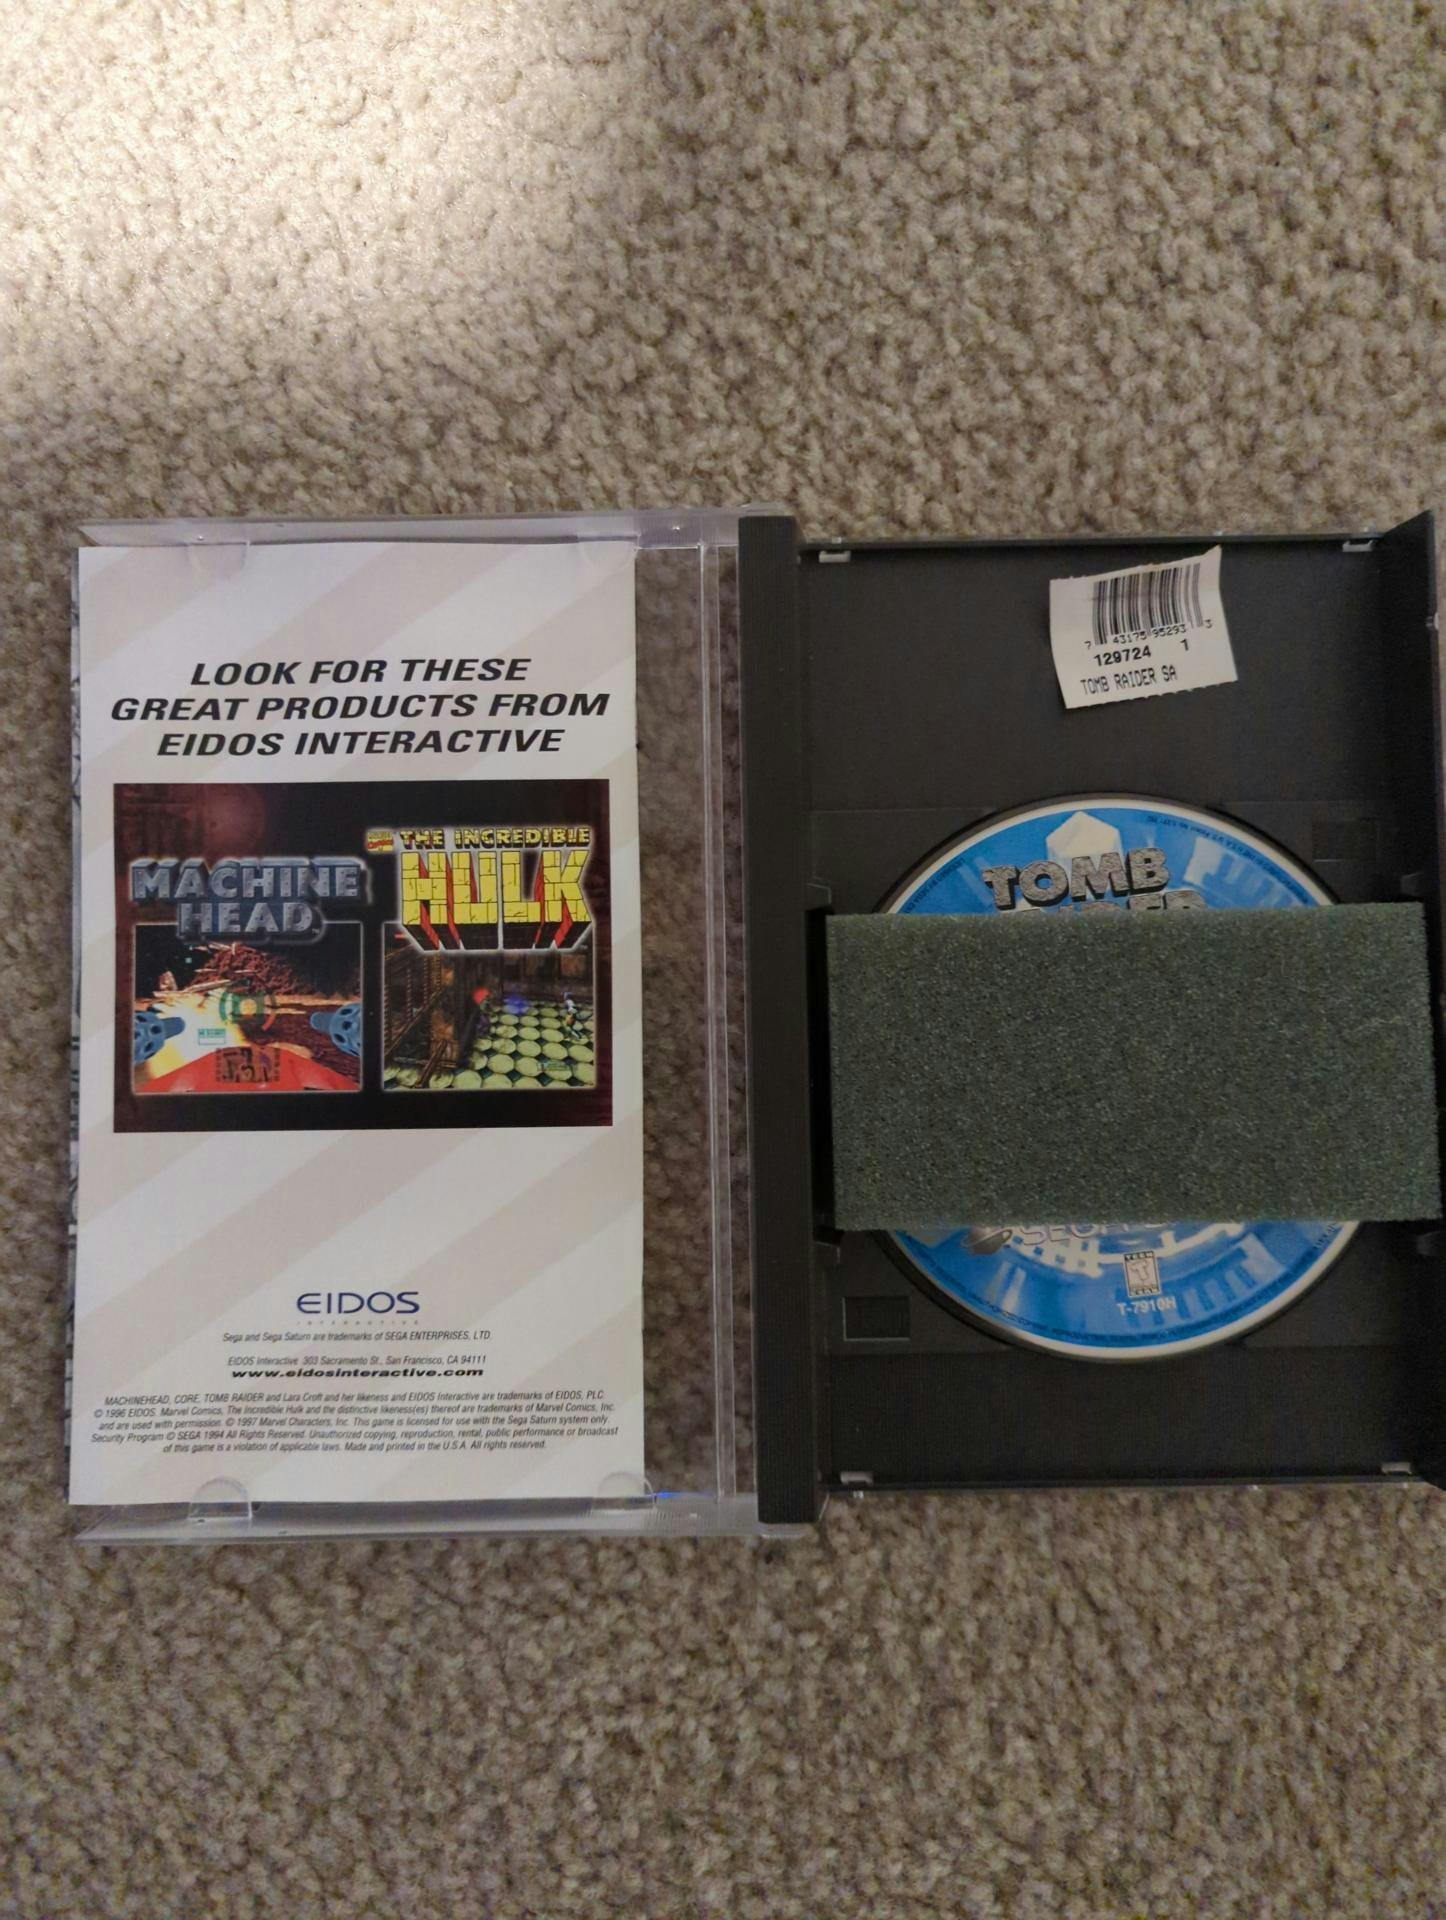 LOOK FOR THESE
GREAT PRODUCTS FROM
EIDOS INTERACTIVE
MACHINE
HEAD™
MARVEL COMICS
THE INCREDIBLE
HULK
EIDOS
INTERACTIVE
Sega and Sega Saturn are trademarks of SEGA ENTERPRISES, LTD.
EIDOS Interactive 303 Sacramento St., San Francisco, CA 94111
www.eidosinteractive.com
MACHINEHEAD, CORE, TOMB RAIDER and Lara Croft and her likeness and EIDOS Interactive are trademarks of EIDOS, PLC.
© 1996 EIDOS. Marvel Comics, The Incredible Hulk and the distinctive likeness(es) thereof are trademarks of Marvel Comics, Inc.
and are used with permission. © 1997 Marvel Characters, Inc. This game is licensed for use with the Sega Saturn system only.
Security Program © SEGA 1994 All Rights Reserved. Unauthorized copying, reproduction, rental, public performance or broadcast
of this game is a violation of applicable laws. Made and printed in the U.S.A. All rights reserved.
7 43175 95293 3
129724 1
TOMB RAIDER SA
TOMB
RAIDER
SEGA
TEEN
T
T-7910H